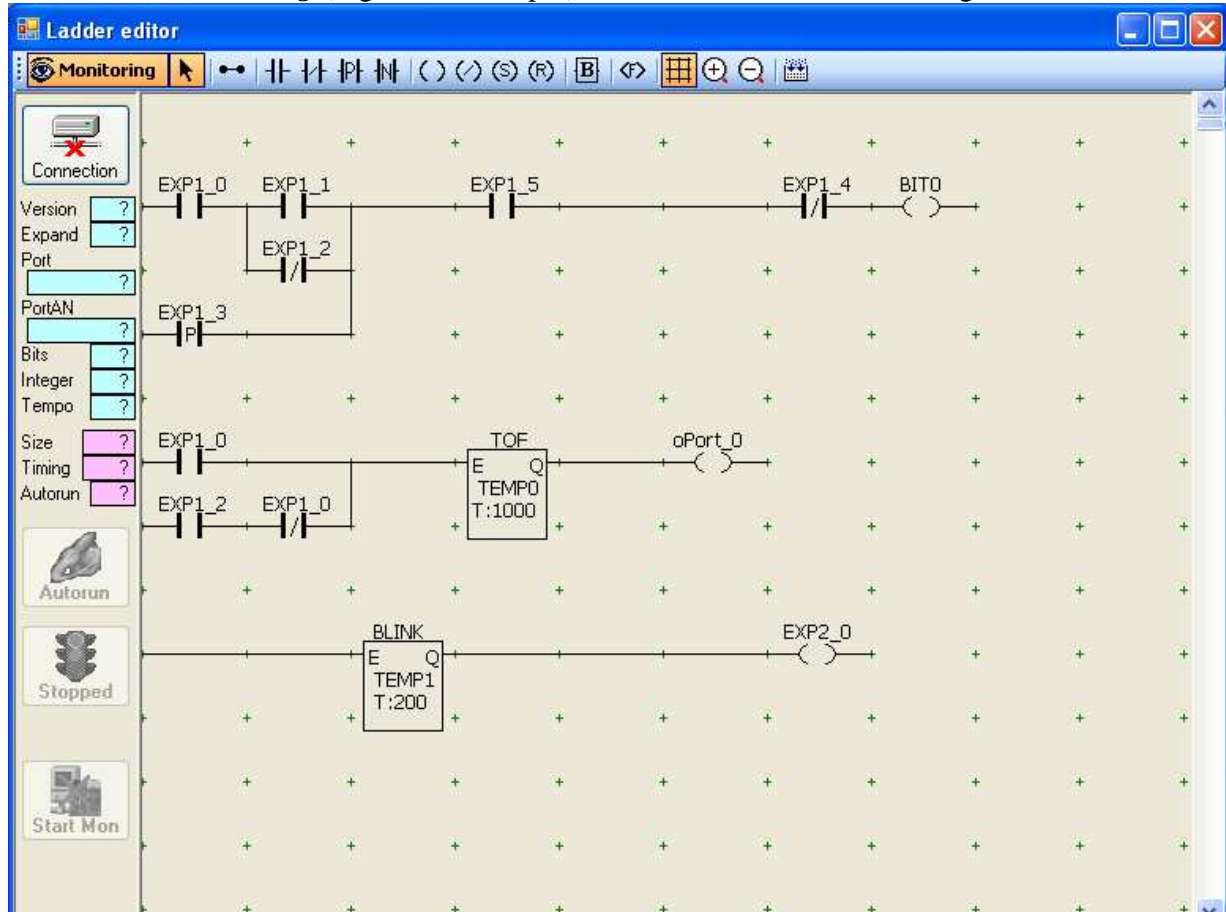 Ladder editor
Monitoring P N ( ) (/) (S) (R) B F
Connection
Version ?
Expand ?
Port
?
PortAN
?
Bits ?
Integer ?
Tempo ?
Size ?
Timing ?
Autorun ?
Autorun
Stopped
Start Mon
EXP1_0 EXP1_1 EXP1_5 EXP1_4 BIT0
EXP1_2
EXP1_3
P
EXP1_0 TOF oPort_0
E Q
TEMP0
EXP1_2 EXP1_0 T:1000
BLINK EXP2_0
E Q
TEMP1
T:200